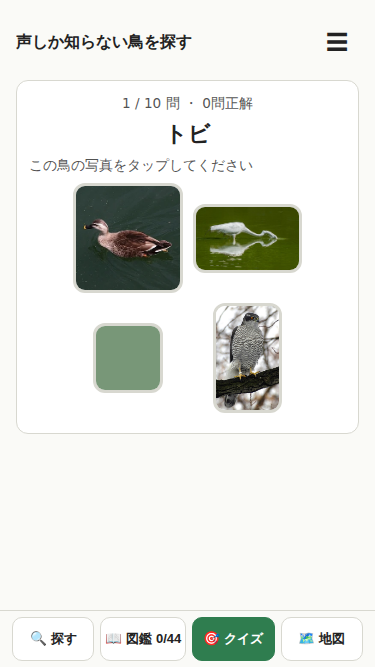 声しか知らない鳥を探す
1 / 10 問 ・ 0問正解
トビ
この鳥の写真をタップしてください
🔍 探す
📖 図鑑 0/44
🎯 クイズ
🗺️ 地図